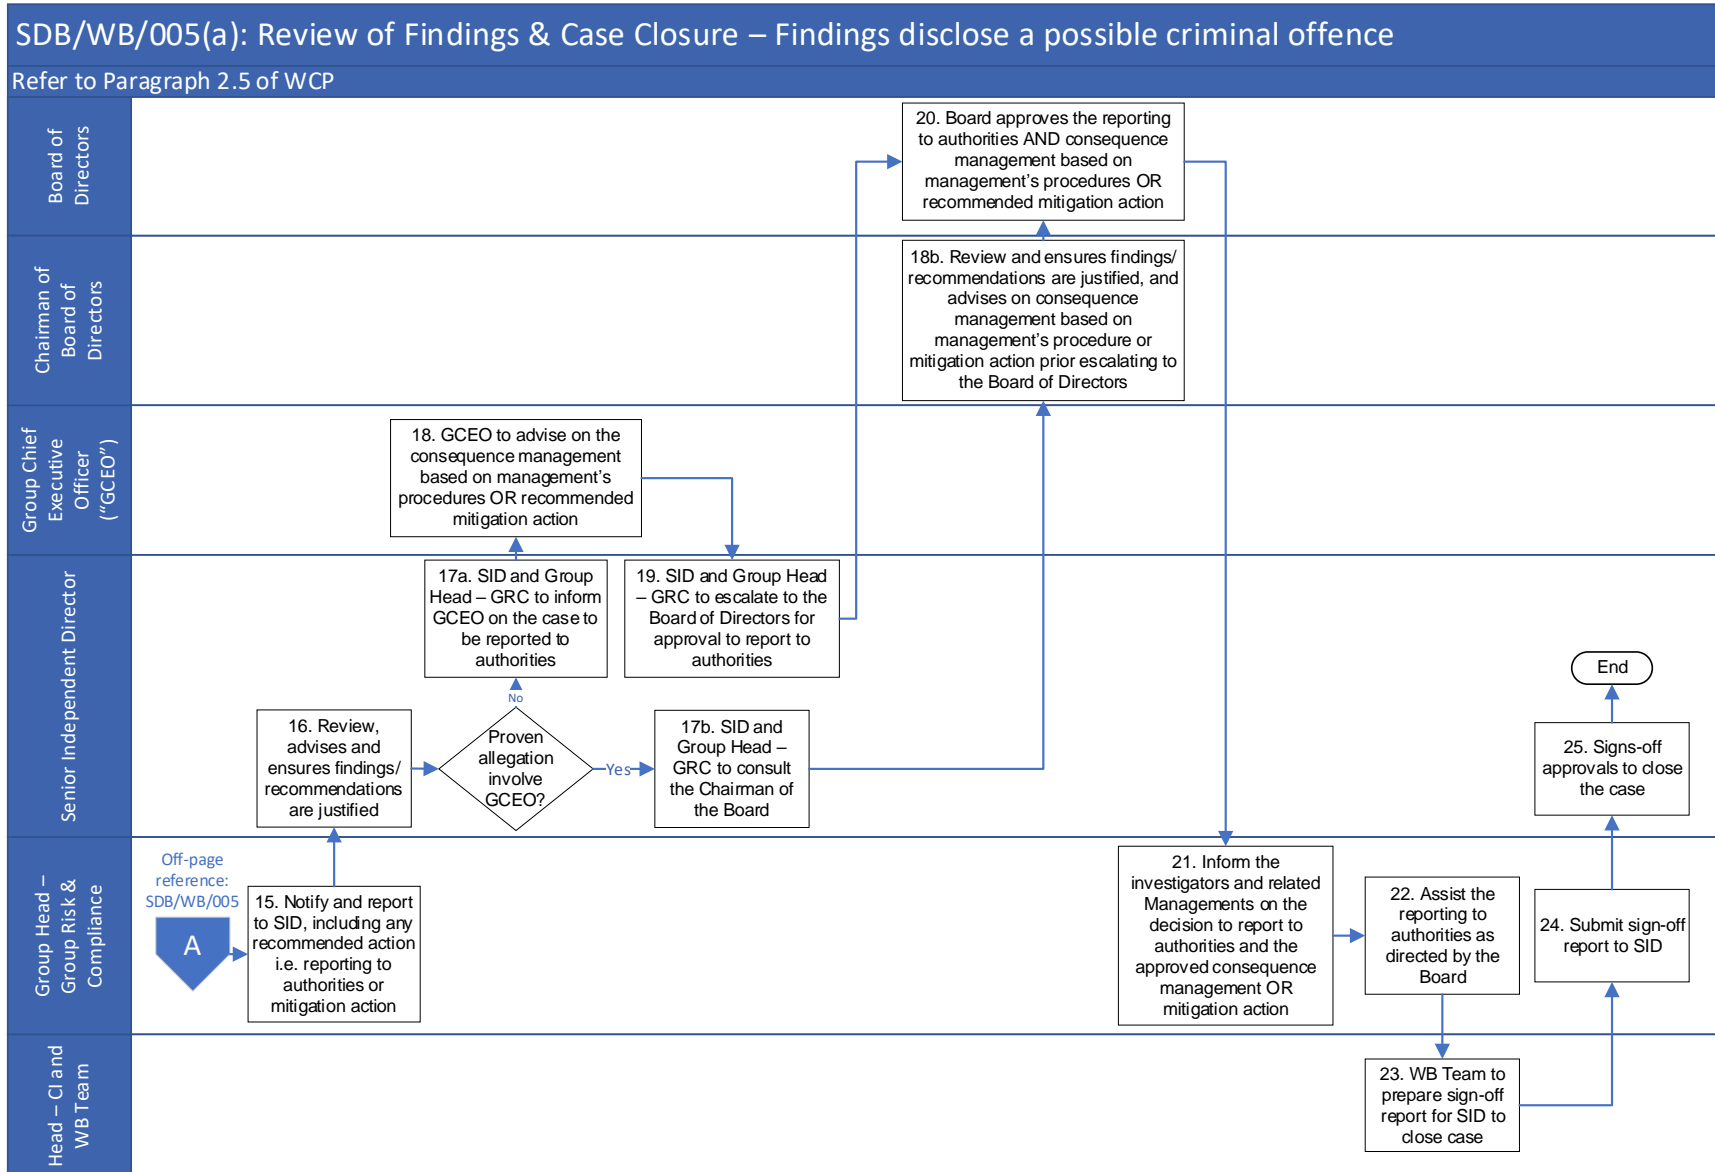 SDB/WB/005(a): Review of Findings & Case Closure – Findings disclose a possible criminal offence
Refer to Paragraph 2.5 of WCP
Board of
Directors
20. Board approves the reporting
to authorities AND consequence
management based on
management’s procedures OR
recommended mitigation action
Chairman of
Board of
Directors
18b. Review and ensures findings/
recommendations are justified, and
advises on consequence
management based on
management’s procedure or
mitigation action prior escalating to
the Board of Directors
Group Chief
Executive
Officer
(“GCEO”)
18. GCEO to advise on the
consequence management
based on management’s
procedures OR recommended
mitigation action
Senior Independent Director
17a. SID and Group
Head – GRC to inform
GCEO on the case to
be reported to
authorities
19. SID and Group Head
– GRC to escalate to the
Board of Directors for
approval to report to
authorities
No
16. Review,
advises and
ensures findings/
recommendations
are justified
Proven
allegation
involve
GCEO?
Yes
17b. SID and
Group Head –
GRC to consult
the Chairman of
the Board
End
25. Signs-off
approvals to close
the case
Group Head –
Group Risk &
Compliance
Off-page
reference:
SDB/WB/005
A
15. Notify and report
to SID, including any
recommended action
i.e. reporting to
authorities or
mitigation action
21. Inform the
investigators and related
Managements on the
decision to report to
authorities and the
approved consequence
management OR
mitigation action
22. Assist the
reporting to
authorities as
directed by the
Board
24. Submit sign-off
report to SID
Head – CI and
WB Team
23. WB Team to
prepare sign-off
report for SID to
close case